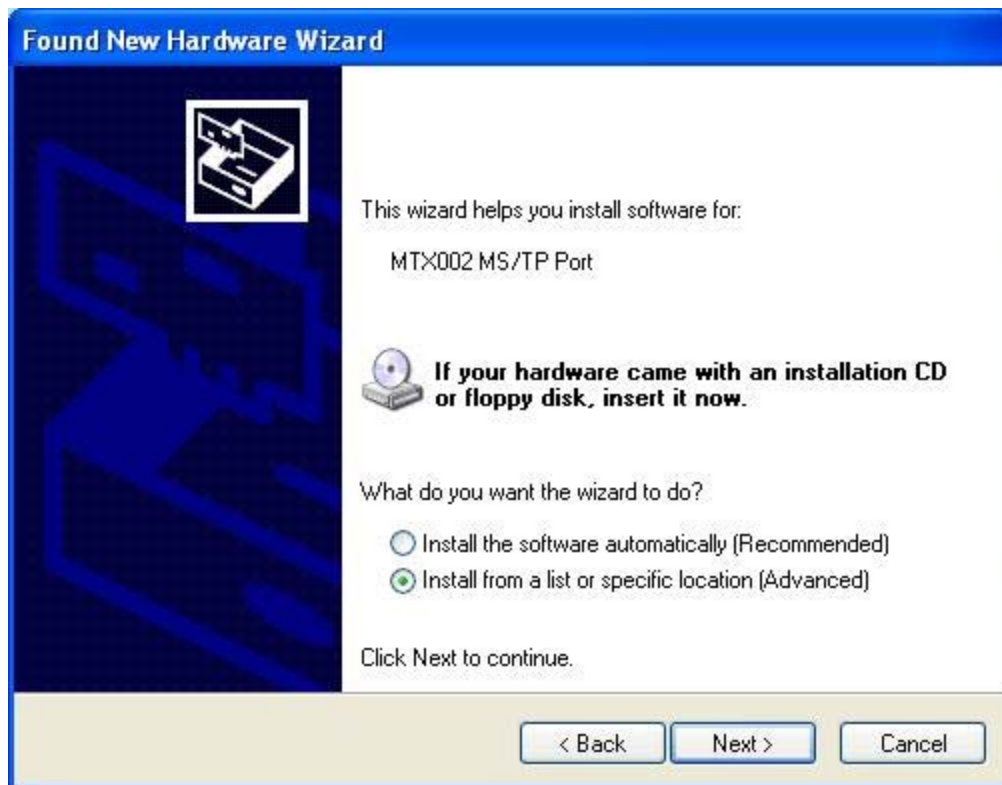 Found New Hardware Wizard
This wizard helps you install software for:
MTX002 MS/TP Port
If your hardware came with an installation CD
or floppy disk, insert it now.
What do you want the wizard to do?
Install the software automatically (Recommended)
Install from a list or specific location (Advanced)
Click Next to continue.
< Back
Next >
Cancel